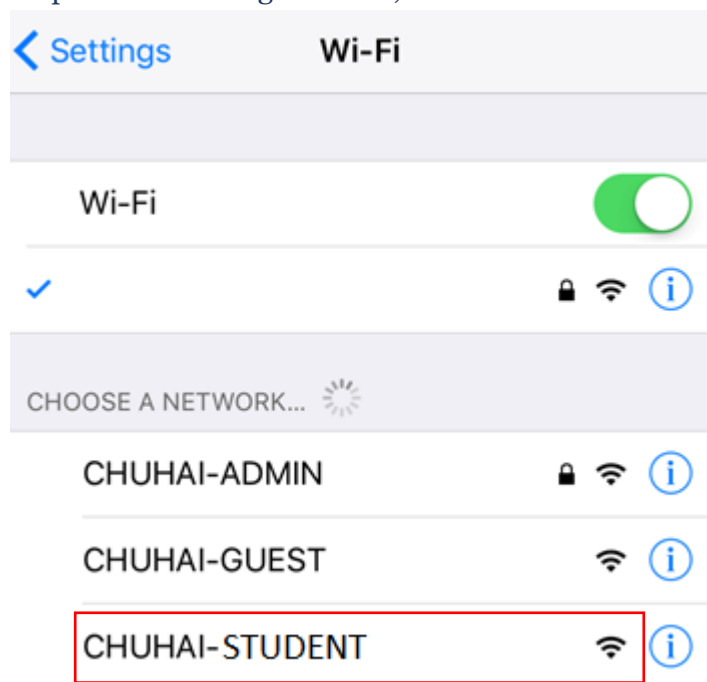 Settings Wi-Fi
Wi-Fi
CHOOSE A NETWORK...
CHUHAI-ADMIN
CHUHAI-GUEST
CHUHAI-STUDENT